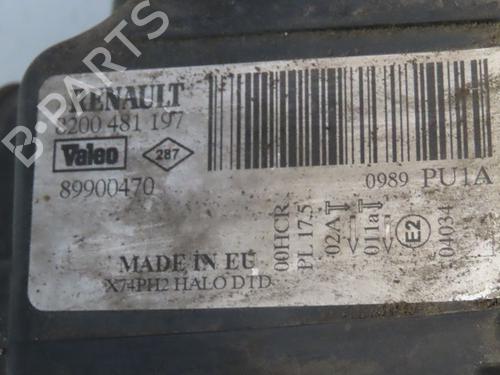 RENAULT
8200 481 197
Valeo
287
89900470
0989 PU1A
00HCR
PL 17.5
02A
011a
E2
04034
MADE IN EU
X74PH2 HALO DTD
B-PARTS